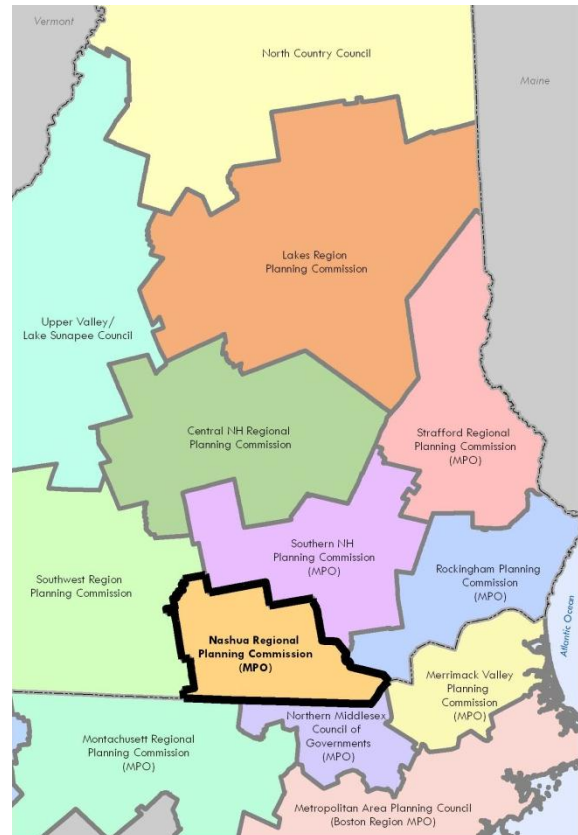 Vermont
North Country Council
Maine
Lakes Region
Planning Commission
Upper Valley/
Lake Sunapee Council
Central NH Regional
Planning Commission
Strafford Regional
Planning Commission
(MPO)
Southern NH
Planning Commission
(MPO)
Southwest Region
Planning Commission
Rockingham Planning
Commission
(MPO)
Atlantic Ocean
Nashua Regional
Planning Commission
(MPO)
Merrimack Valley
Planning
Commission
(MPO)
Northern Middlesex
Council of
Governments
(MPO)
Montachusett Regional
Planning Commission
(MPO)
Metropolitan Area Planning Council
(Boston Region MPO)